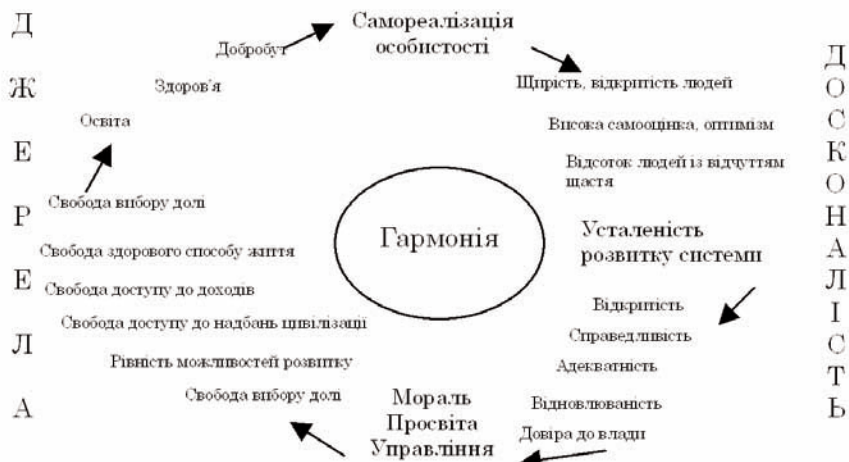 ДЖЕРЕЛА
Самореалізація
особистості
Добробут
Здоров'я
Освіта
Свобода вибору долі
Свобода здорового способу життя
Свобода доступу до доходів
Свобода доступу до надбань цивілізації
Рівність можливостей розвитку
Свобода вибору долі
Гармонія
Мораль
Просвіта
Управління
Щирість, відкритість людей
Висока самооцінка, оптимізм
Відсоток людей із відчуттям
щастя
Усталеність
розвитку системи
Відкритість
Справедливість
Адекватність
Відновлюваність
Довіра до влади
ДОСКОНАЛІСТЬ